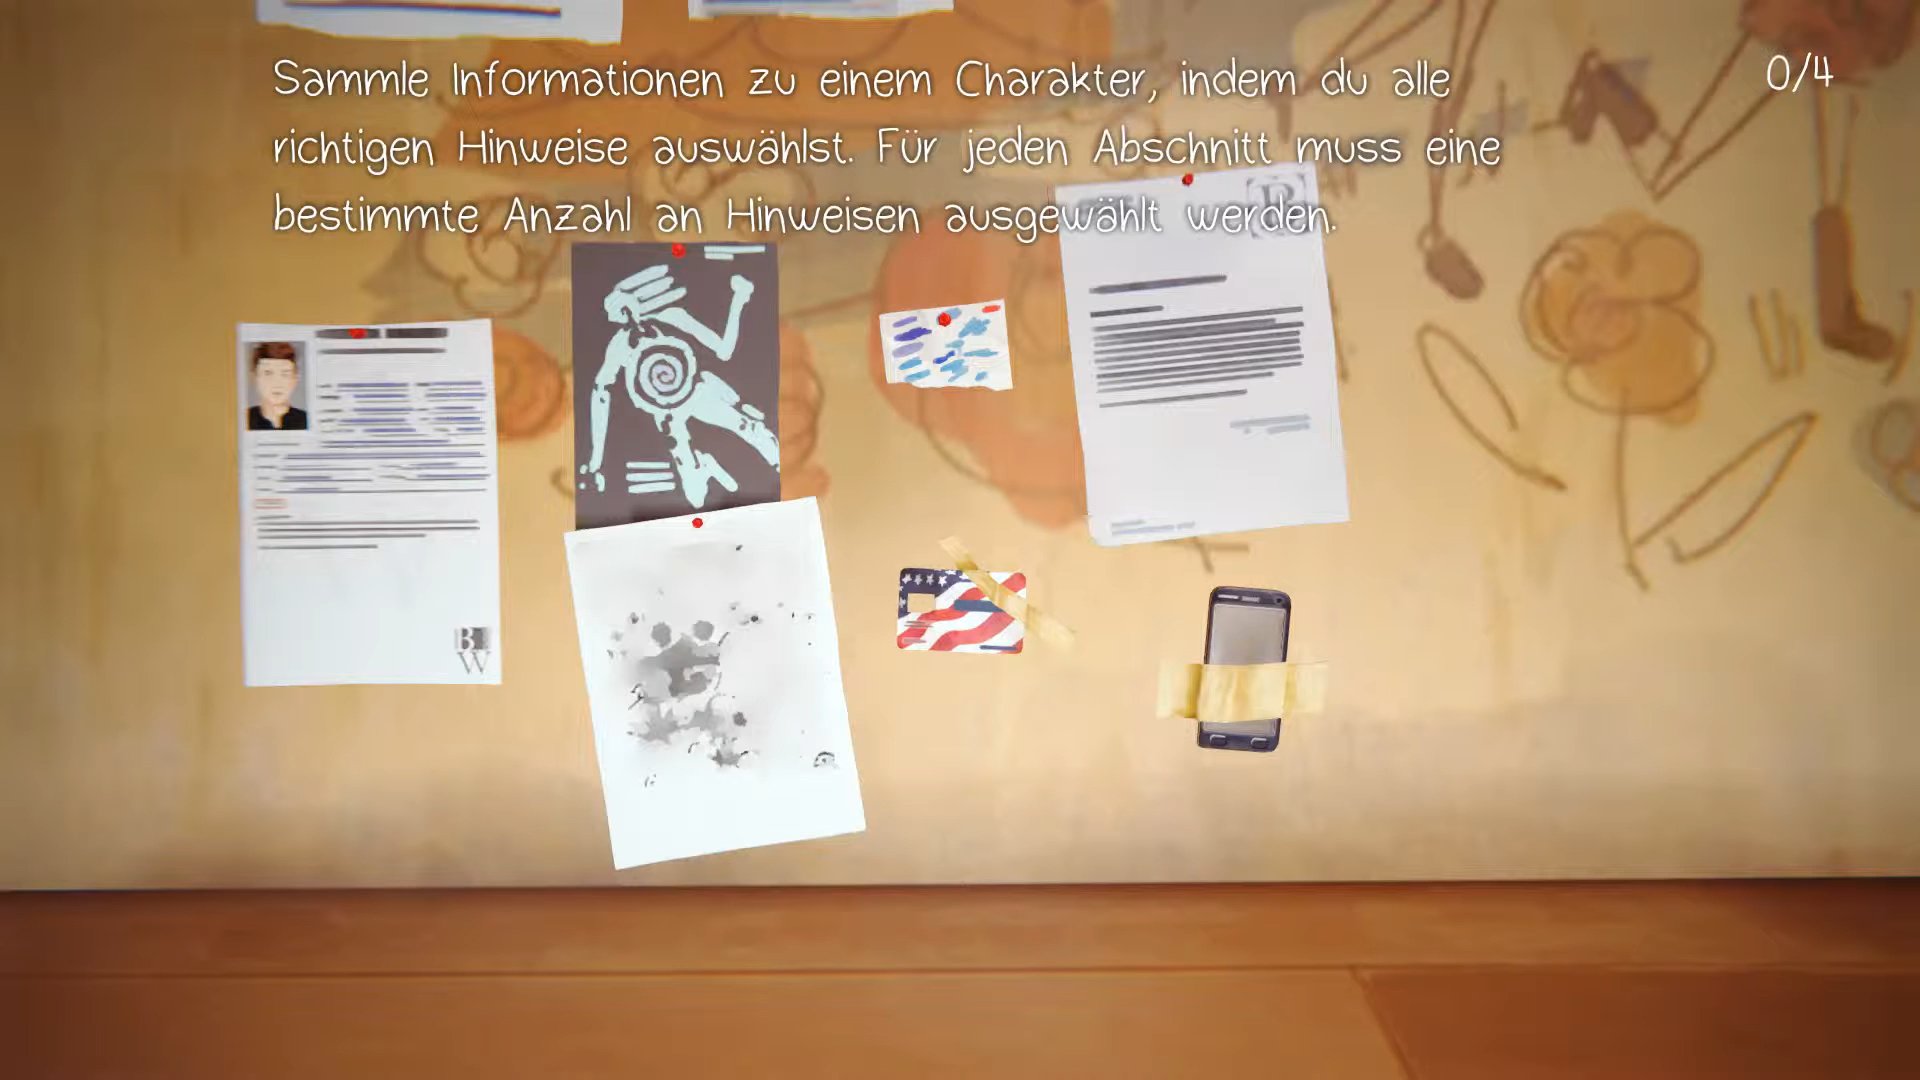 Sammle Informationen zu einem Charakter, indem du alle
0/4
richtigen Hinweise auswählst. Für jeden Abschnitt muss eine
bestimmte Anzahl an Hinweisen ausgewählt werden.
B
B
W